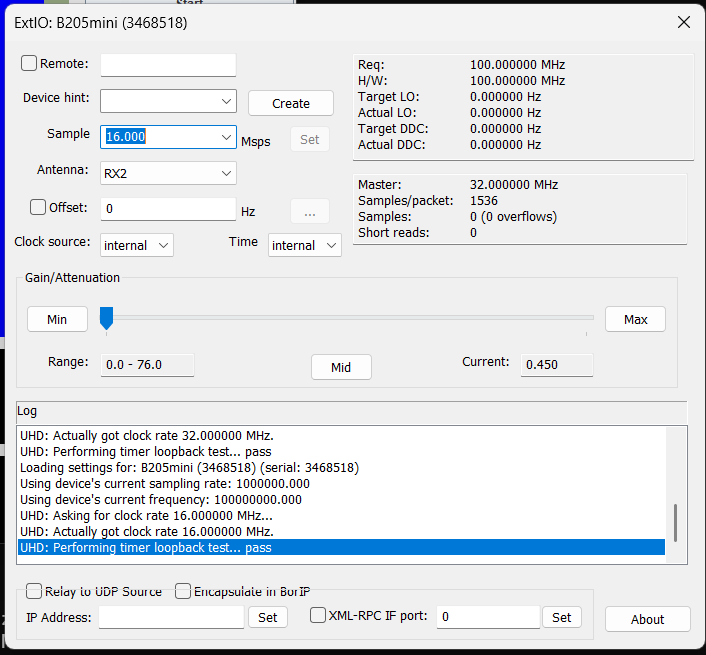 Start
ExtIO: B205mini (3468518)
Remote:
Device hint:
Create
Sample
16.000
Msps
Set
Antenna:
RX2
Offset:
0
Hz
...
Clock source:
internal
Time
internal
Req: 100.000000 MHz
H/W: 100.000000 MHz
Target LO: 0.000000 Hz
Actual LO: 0.000000 Hz
Target DDC: 0.000000 Hz
Actual DDC: 0.000000 Hz
Master: 32.000000 MHz
Samples/packet: 1536
Samples: 0 (0 overflows)
Short reads: 0
Gain/Attenuation
Min
Max
Range: 0.0 - 76.0
Mid
Current: 0.450
Log
UHD: Actually got clock rate 32.000000 MHz.
UHD: Performing timer loopback test... pass
Loading settings for: B205mini (3468518) (serial: 3468518)
Using device's current sampling rate: 1000000.000
Using device's current frequency: 100000000.000
UHD: Asking for clock rate 16.000000 MHz...
UHD: Actually got clock rate 16.000000 MHz.
UHD: Performing timer loopback test... pass
Relay to UDP Source
Encapsulate in BorIP
IP Address:
Set
XML-RPC IF port: 0
Set
About